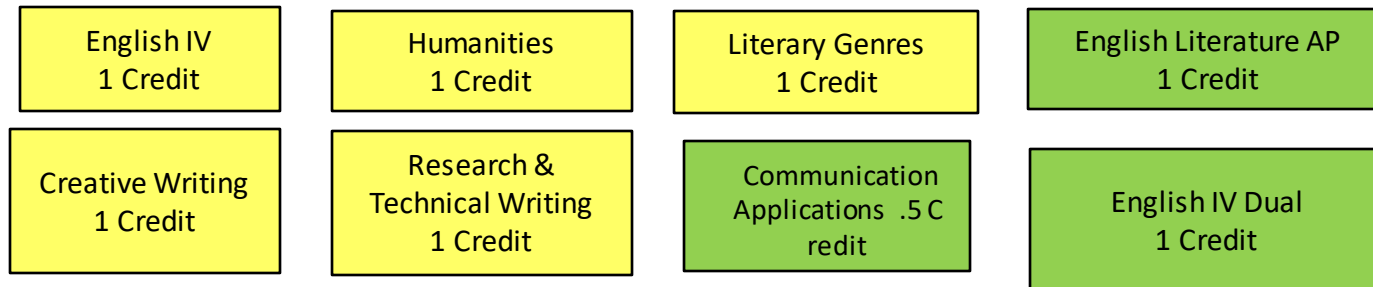 English IV
1 Credit
Humanities
1 Credit
Literary Genres
1 Credit
English Literature AP
1 Credit
Creative Writing
1 Credit
Research &
Technical Writing
1 Credit
Communication
Applications .5 C
redit
English IV Dual
1 Credit